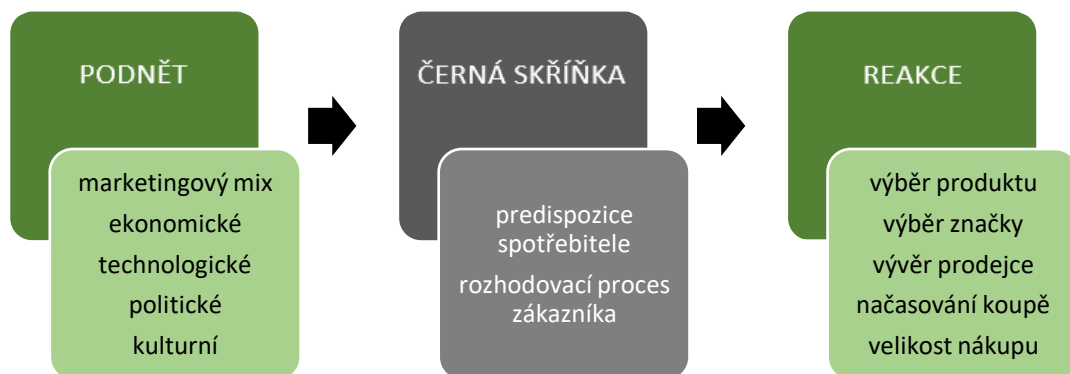 PODNĚT
marketingový mix
ekonomické
technologické
politické
kulturní
ČERNÁ SKŘÍŇKA
predispozice
spotřebitele
rozhodovací proces
zákazníka
REAKCE
výběr produktu
výběr značky
vývěr prodejce
načasování koupě
velikost nákupu